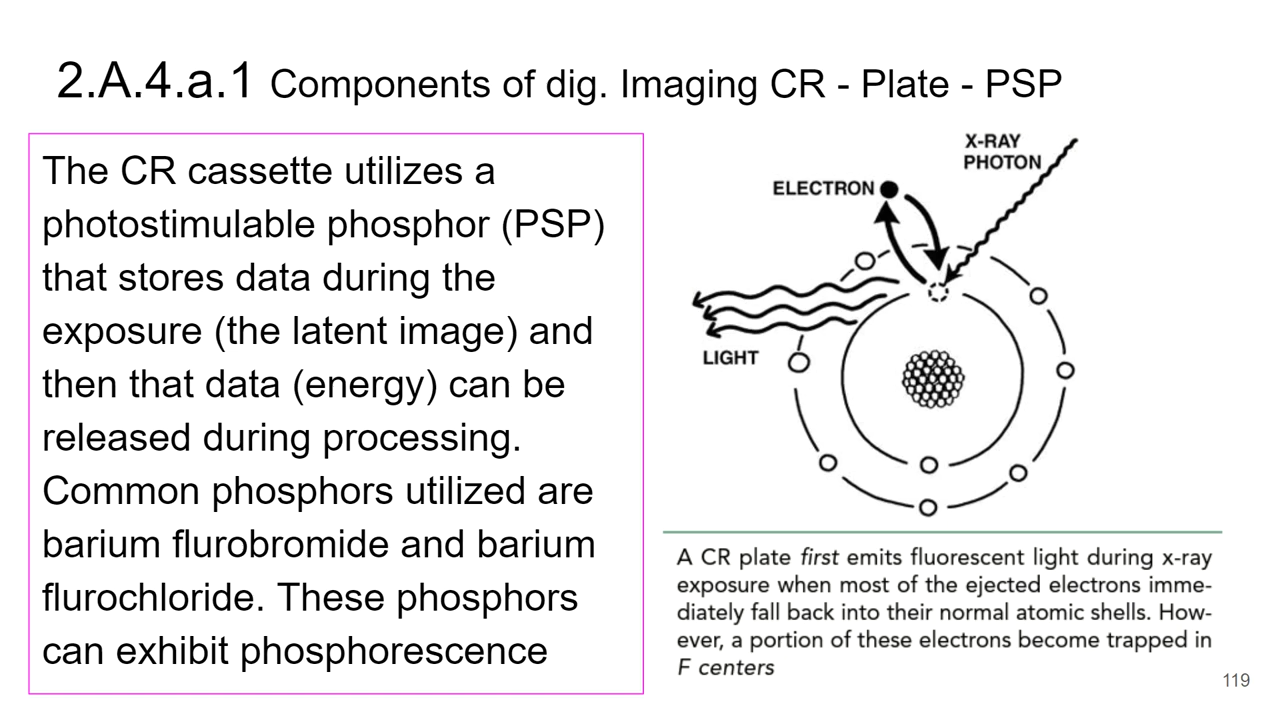 2.A.4.a.1 Components of dig. Imaging CR - Plate - PSP
The CR cassette utilizes a
photostimulable phosphor (PSP)
that stores data during the
exposure (the latent image) and
then that data (energy) can be
released during processing.
Common phosphors utilized are
barium flurobromide and barium
flurochloride. These phosphors
can exhibit phosphorescence
X-RAY
PHOTON
ELECTRON
LIGHT
A CR plate first emits fluorescent light during x-ray
exposure when most of the ejected electrons imme-
diately fall back into their normal atomic shells. How-
ever, a portion of these electrons become trapped in
F centers
119